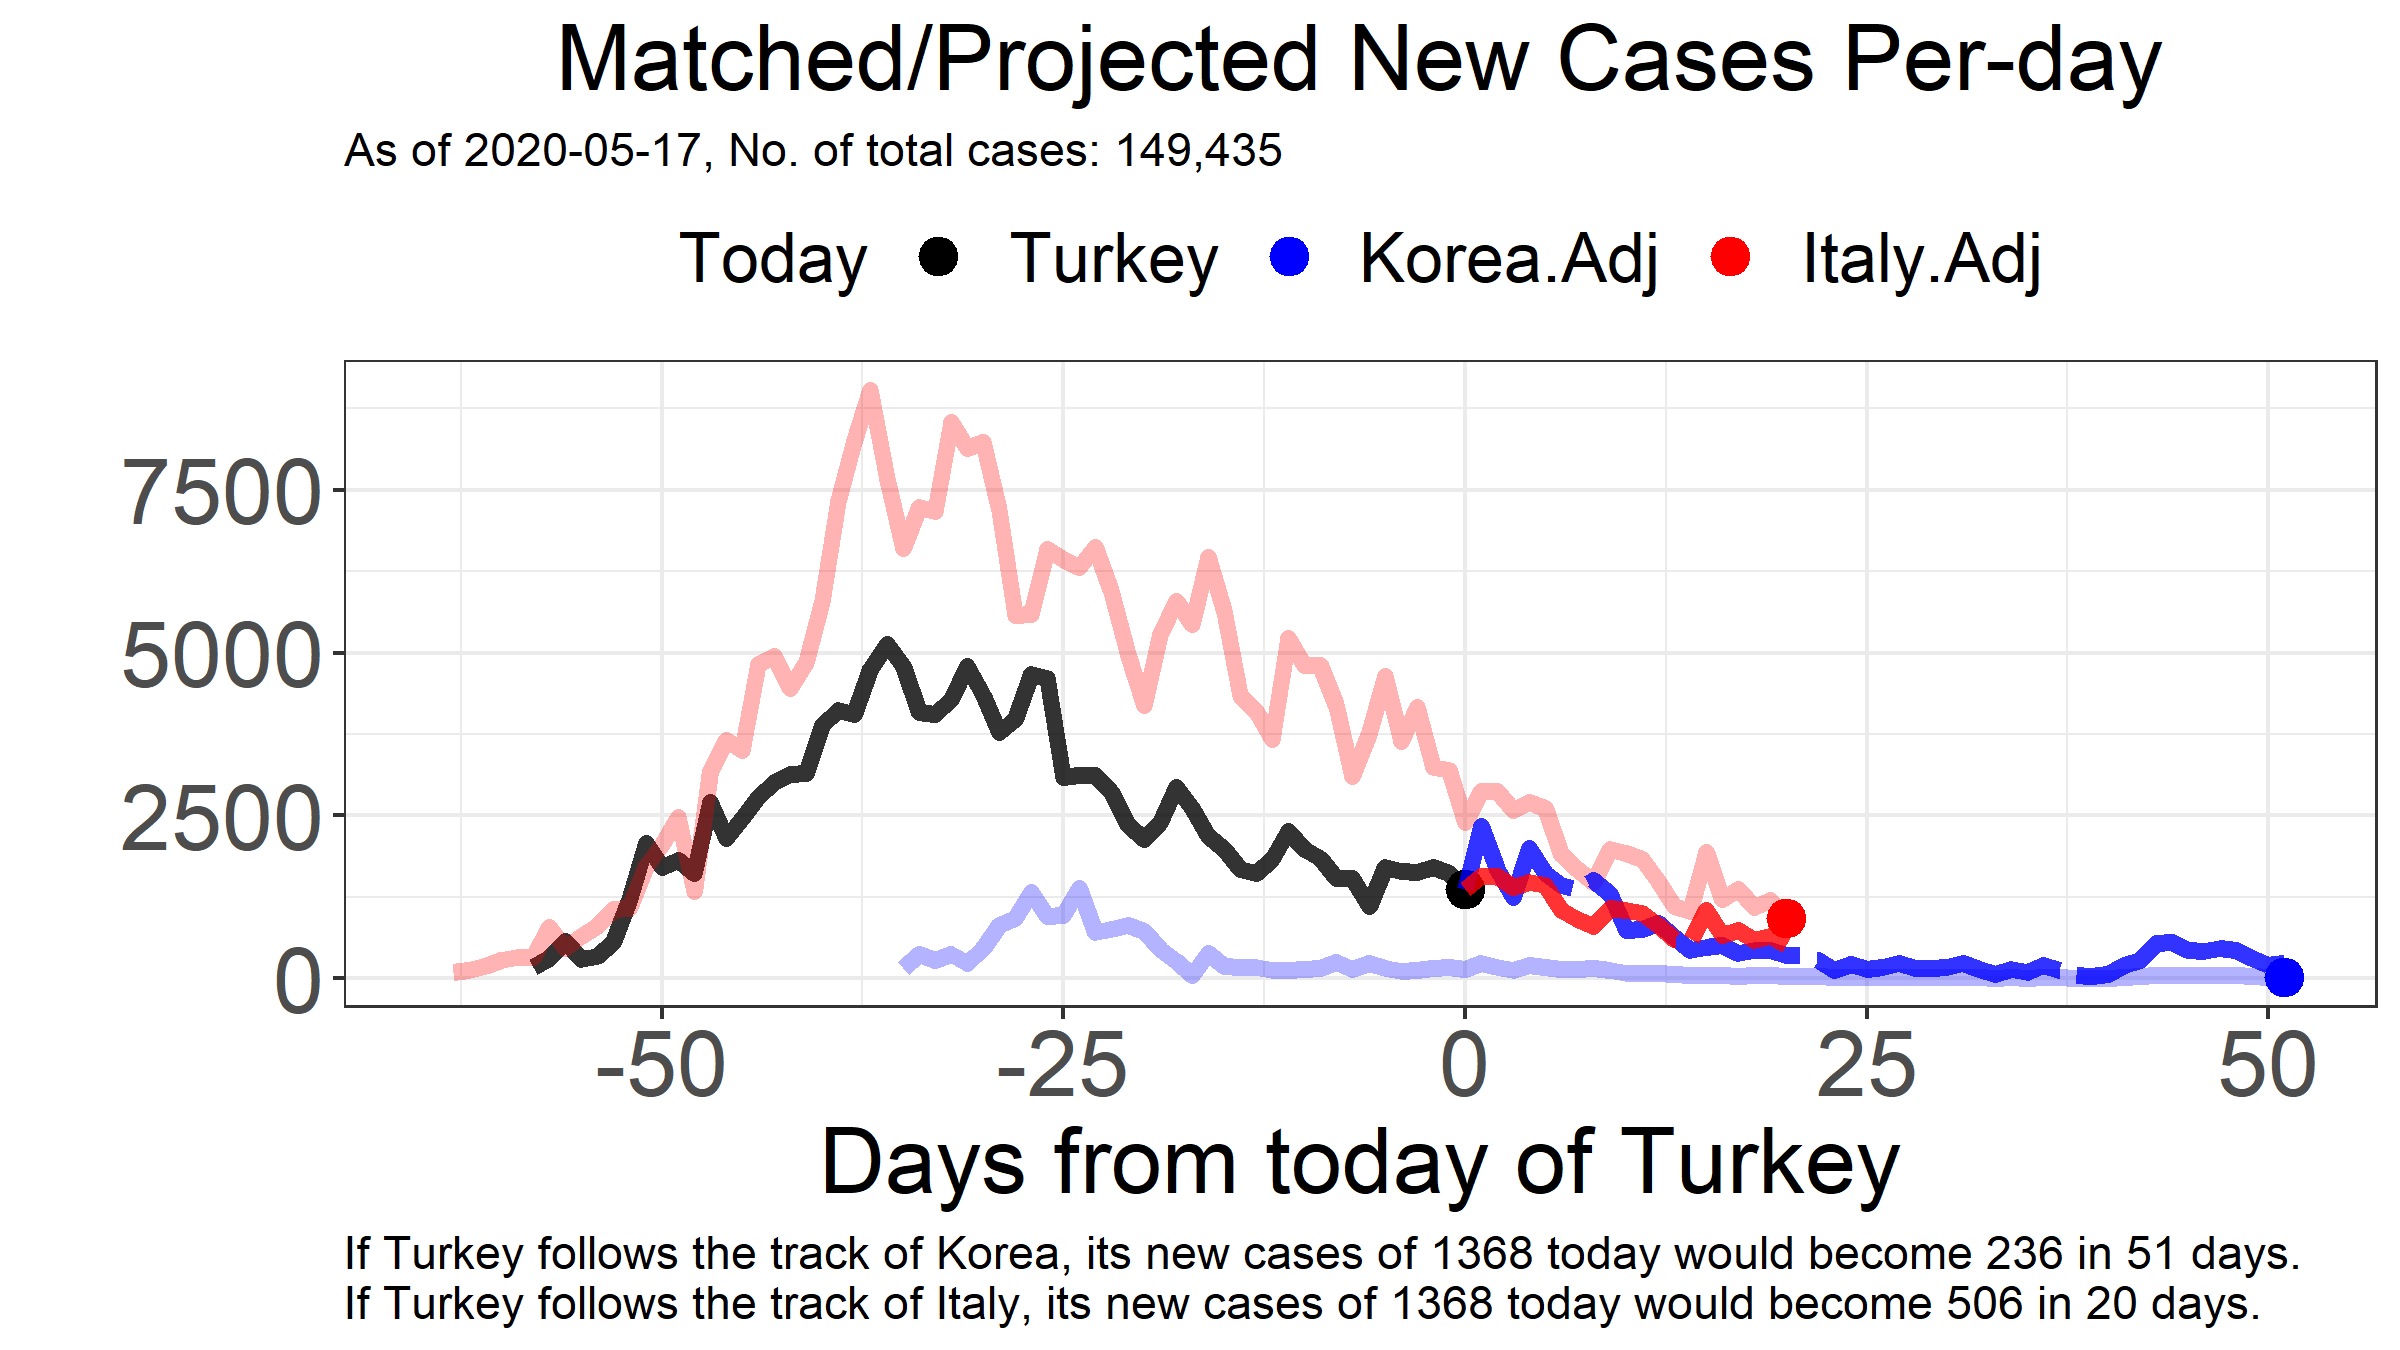 Matched/Projected New Cases Per-day
As of 2020-05-17, No. of total cases: 149,435
Today Turkey Korea.Adj Italy.Adj
7500
5000
2500
0
-50 -25 0 25 50
Days from today of Turkey
If Turkey follows the track of Korea, its new cases of 1368 today would become 236 in 51 days.
If Turkey follows the track of Italy, its new cases of 1368 today would become 506 in 20 days.